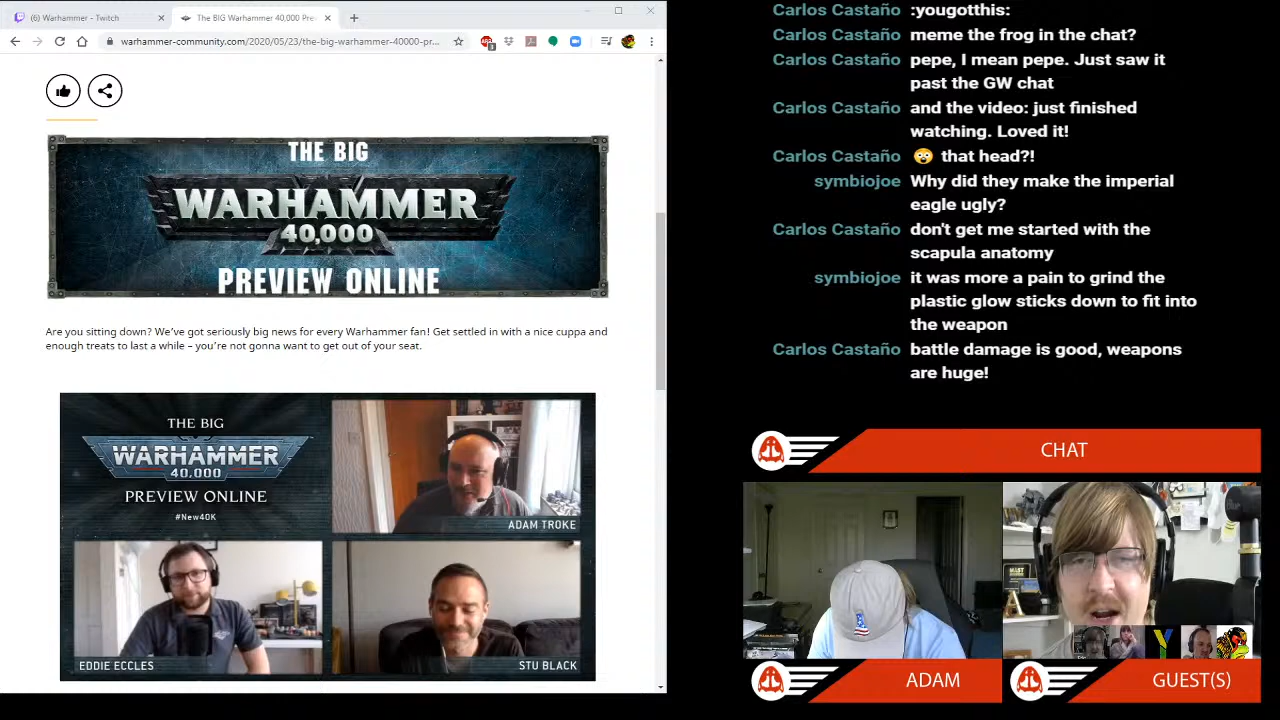 (6) Warhammer - Twitch
The BIG Warhammer 40,000 Pre
warhammer-community.com/2020/05/23/the-big-warhammer-40000-pr...
3
THE BIG
WARHAMMER
40,000
PREVIEW ONLINE
Are you sitting down? We've got seriously big news for every Warhammer fan! Get settled in with a nice cuppa and
enough treats to last a while – you're not gonna want to get out of your seat.
THE BIG
WARHAMMER
40,000
PREVIEW ONLINE
#New40K
ADAM TROKE
EDDIE ECCLES
STU BLACK
Carlos Castaño :yougotthis:
Carlos Castaño meme the frog in the chat?
Carlos Castaño pepe, I mean pepe. Just saw it
past the GW chat
Carlos Castaño and the video: just finished
watching. Loved it!
Carlos Castaño 😳 that head?!
symbiojoe Why did they make the imperial
eagle ugly?
Carlos Castaño don't get me started with the
scapula anatomy
symbiojoe it was more a pain to grind the
plastic glow sticks down to fit into
the weapon
Carlos Castaño battle damage is good, weapons
are huge!
CHAT
ADAM
GUEST(S)